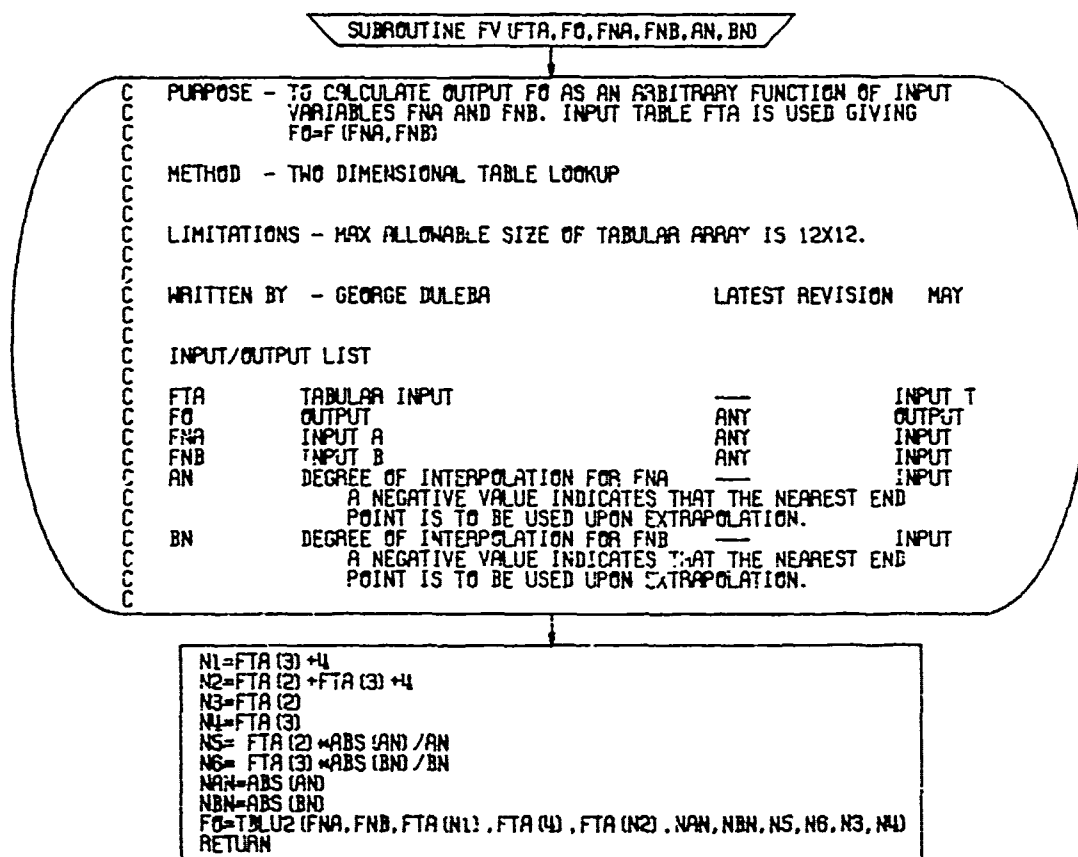 SUBROUTINE FV (FTA, FO, FNA, FNB, AN, BN)
C PURPOSE - TO CALCULATE OUTPUT FO AS AN ARBITRARY FUNCTION OF INPUT
C VARIABLES FNA AND FNB. INPUT TABLE FTA IS USED GIVING
C FO=F (FNA, FNB)
C
C METHOD - TWO DIMENSIONAL TABLE LOOKUP
C
C
C LIMITATIONS - MAX ALLOWABLE SIZE OF TABULAR ARRAY IS 12X12.
C
C
C WRITTEN BY - GEORGE DULEBA LATEST REVISION MAY
C
C
C INPUT/OUTPUT LIST
C
C FTA TABULAR INPUT --- INPUT T
C FO OUTPUT ANY OUTPUT
C FNA INPUT A ANY INPUT
C FNB INPUT B ANY INPUT
C AN DEGREE OF INTERPOLATION FOR FNA --- INPUT
C A NEGATIVE VALUE INDICATES THAT THE NEAREST END
C POINT IS TO BE USED UPON EXTRAPOLATION.
C BN DEGREE OF INTERPOLATION FOR FNB --- INPUT
C A NEGATIVE VALUE INDICATES THAT THE NEAREST END
C POINT IS TO BE USED UPON EXTRAPOLATION.
C
N1=FTA (3) +4
N2=FTA (2) +FTA (3) +4
N3=FTA (2)
N4=FTA (3)
N5= FTA (2) *ABS (AN) /AN
N6= FTA (3) *ABS (BN) /BN
NAN=ABS (AN)
NBN=ABS (BN)
FO=TBLU2 (FNA, FNB, FTA (N1) , FTA (4) , FTA (N2) , NAN, NBN, N5, N6, N3, N4)
RETURN